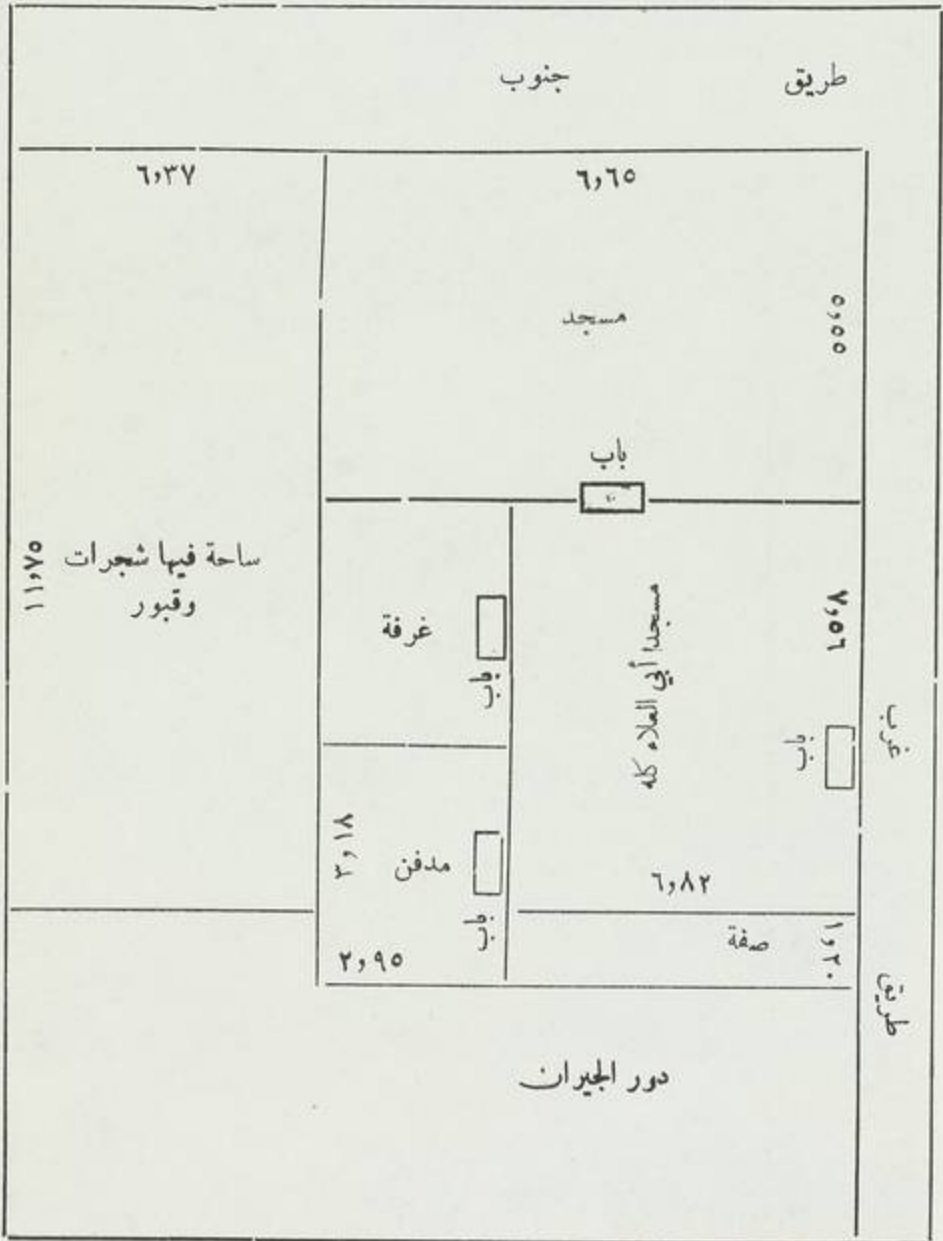 طريق جنوب
٦,٦٥
٦,٣٧
٥,٥٥
مسجد
باب
٧,٥٦
مسجدا أبي العلاء كله
باب
غرب
طريق
غرفة
باب
ساحة فيها شجرات
وقبور
١١,٧٥
٦,٨٢
صفة
١,٢٠
مدفن
باب
٣,١٨
٢,٩٥
دور الجيران